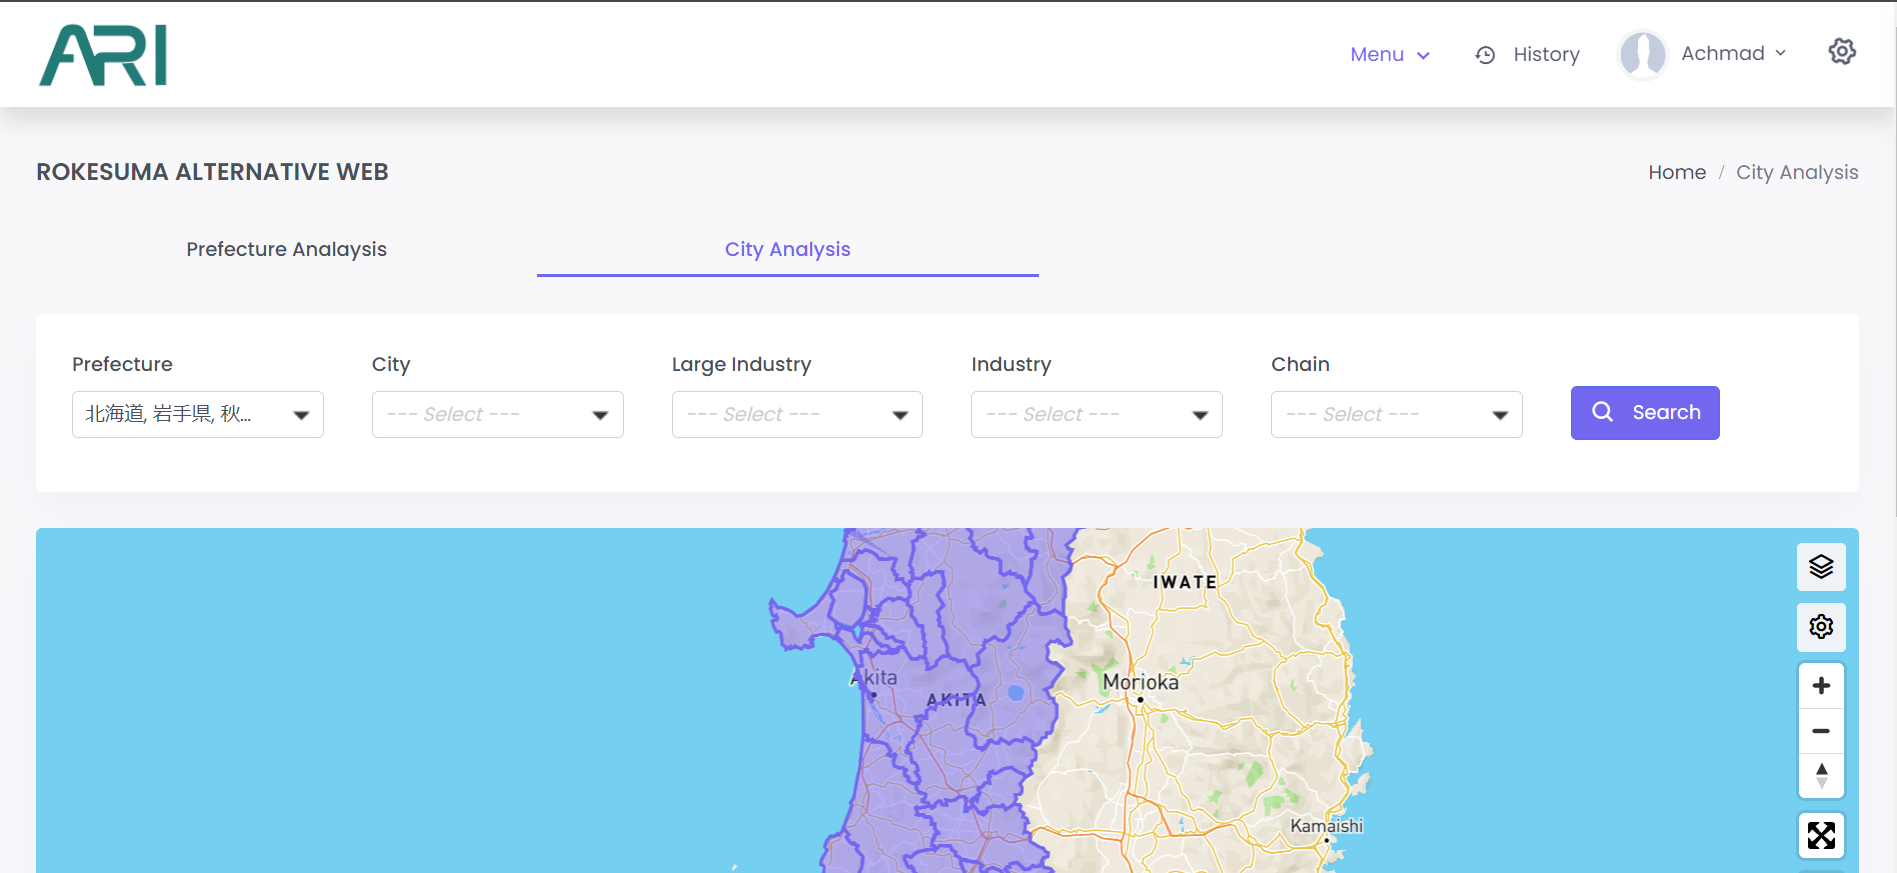 ARI
Menu
History
Achmad
ROKESUMA ALTERNATIVE WEB
Home / City Analysis
Prefecture Analaysis
City Analysis
Prefecture
City
Large Industry
Industry
Chain
北海道, 岩手県, 秋...
--- Select ---
--- Select ---
--- Select ---
--- Select ---
Search
IWATE
Akita
AKITA
Morioka
Kamaishi